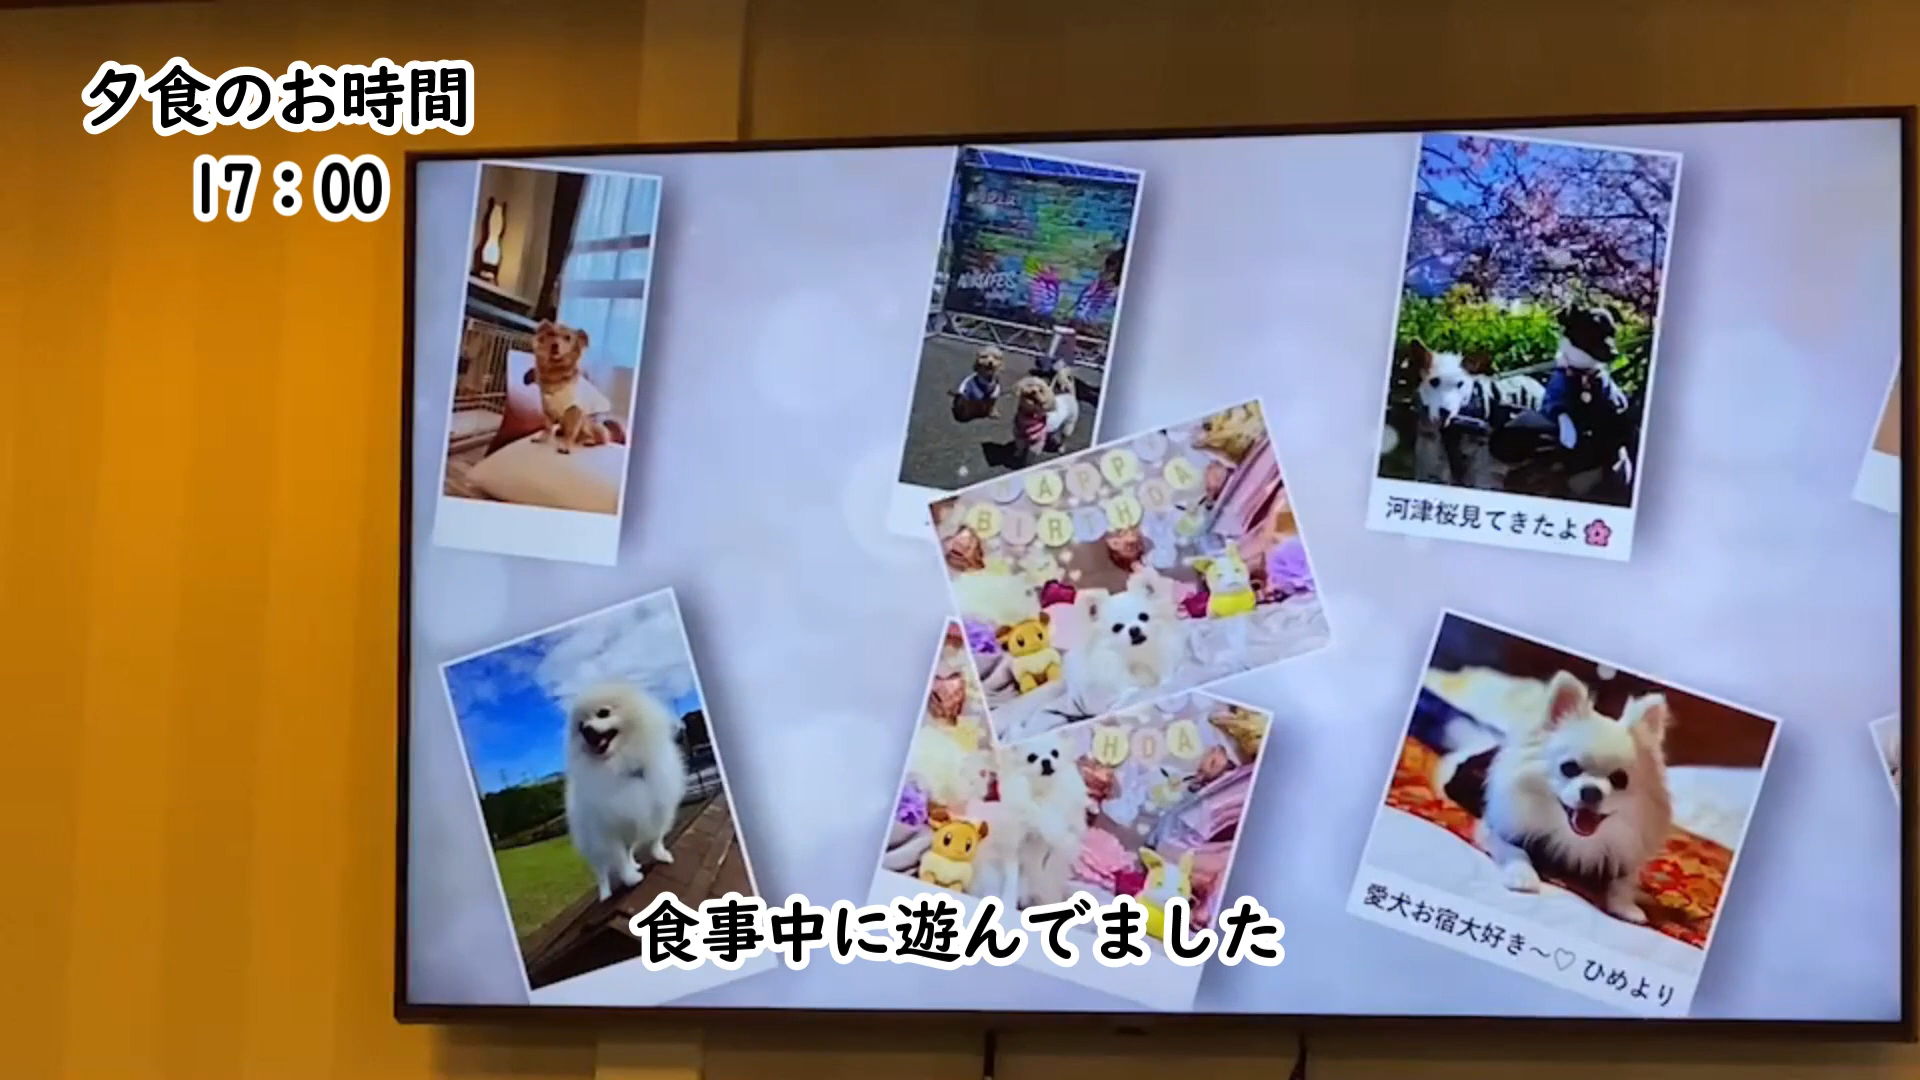 夕食のお時間
17：00
河津桜見てきたよ🌸
HAPPY
BIRTHDA
HDA
愛犬お宿大好き～♡ ひめより
食事中に遊んでました